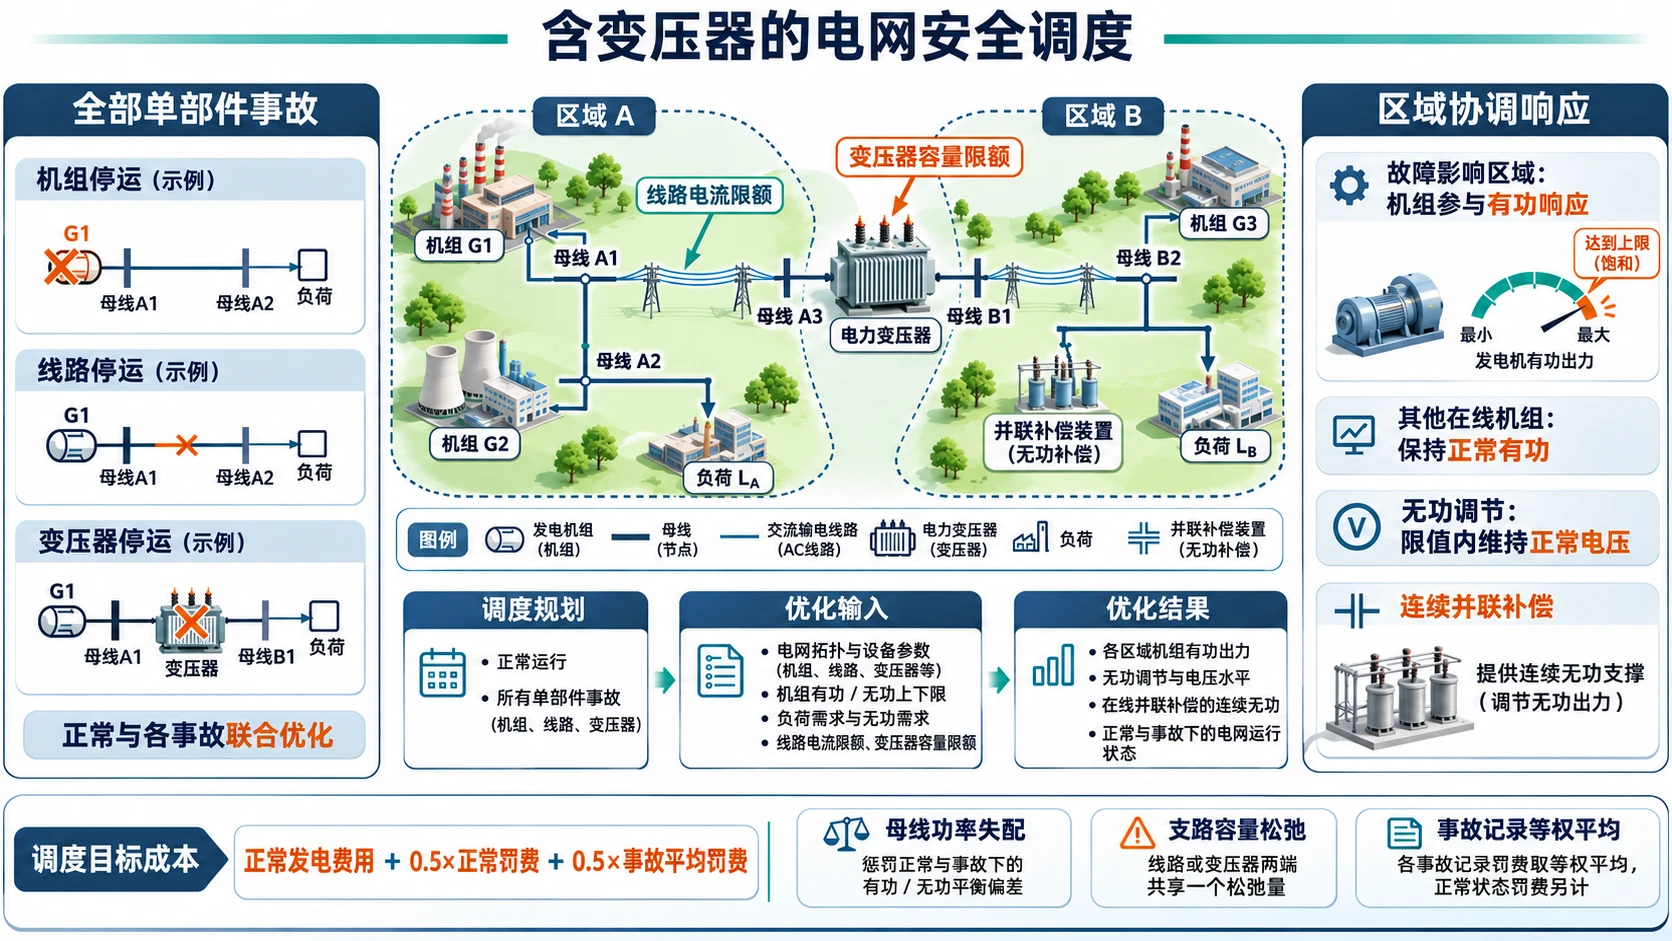 含变压器的电网安全调度
全部单部件事故
机组停运（示例）
G1
母线A1
母线A2
负荷
线路停运（示例）
G1
母线A1
母线A2
负荷
变压器停运（示例）
G1
母线A1
变压器
母线B1
负荷
正常与各事故联合优化
区域 A
区域 B
变压器容量限额
线路电流限额
机组 G1
母线 A1
母线 A3
电力变压器
母线 B1
母线 B2
机组 G3
母线 A2
机组 G2
负荷 LA
并联补偿装置
（无功补偿）
负荷 LB
图例
发电机组
（机组）
母线
（节点）
交流输电线路
（AC线路）
电力变压器
（变压器）
负荷
并联补偿装置
（无功补偿）
调度规划
• 正常运行
• 所有单部件事故
（机组、线路、变压器）
优化输入
• 电网拓扑与设备参数
（机组、线路、变压器等）
• 机组有功 / 无功上下限
• 负荷需求与无功需求
• 线路电流限额、变压器容量限额
优化结果
• 各区域机组有功出力
• 无功调节与电压水平
• 在线并联补偿的连续无功
• 正常与事故下的电网运行
状态
区域协调响应
故障影响区域：
机组参与有功响应
达到上限
（饱和）
最小
最大
发电机有功出力
其他在线机组：
保持正常有功
V
无功调节：
限值内维持正常电压
连续并联补偿
提供连续无功支撑
（调节无功出力）
调度目标成本
正常发电费用 + 0.5×正常罚费 + 0.5×事故平均罚费
母线功率失配
惩罚正常与事故下的
有功 / 无功平衡偏差
支路容量松弛
线路或变压器两端
共享一个松弛量
事故记录等权平均
各事故记录罚费取等权平均，
正常状态罚费另计